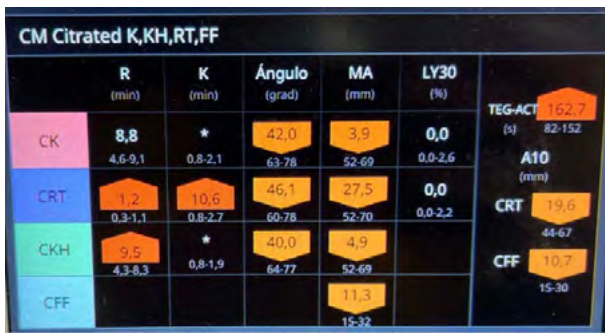 CM Citrated K,KH,RT,FF
R K Ángulo MA LY30
(min) (min) (grad) (mm) (%)
TEG-ACT 162,7
(s) 82-152
CK 8,8 * 42,0 3,9 0,0
4,6-9,1 0.8-2,1 63-78 52-69 0,0-2,6
A10
(mm)
CRT 1,2 10,6 46,1 27,5 0,0
0,3-1,1 0.8-2.7 60-78 52-70 0,0-2,2
CRT 19,6
44-67
CKH 9,5 * 40,0 4,9
4,3-8,3 0,8-1,9 64-77 52-69
CFF 10,7
15-30
CFF 11,3
15-32